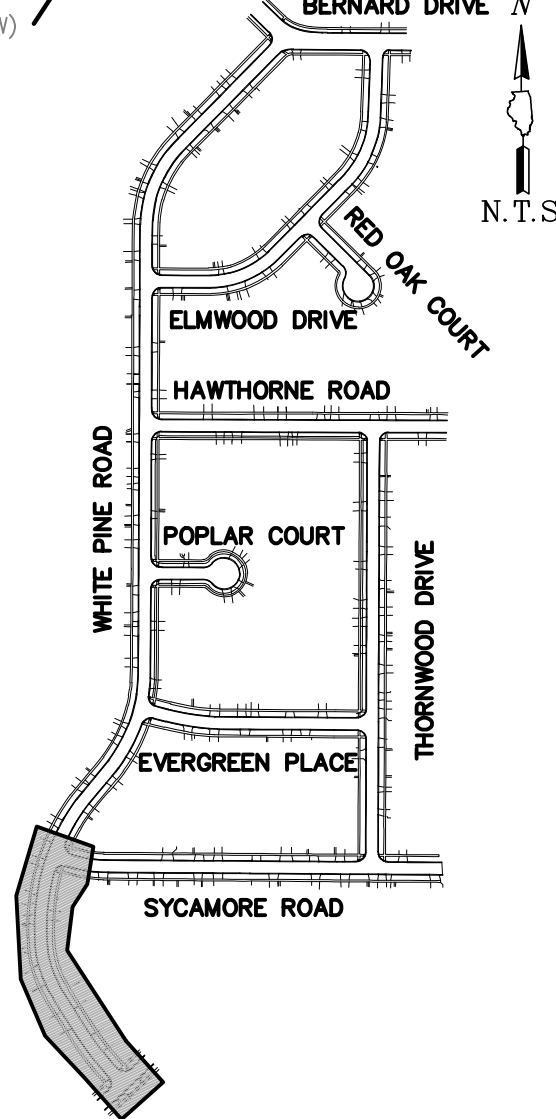 BERNARD DRIVE
N
W)
N.T.S
RED OAK COURT
ELMWOOD DRIVE
HAWTHORNE ROAD
WHITE PINE ROAD
POPLAR COURT
THORNWOOD DRIVE
EVERGREEN PLACE
SYCAMORE ROAD